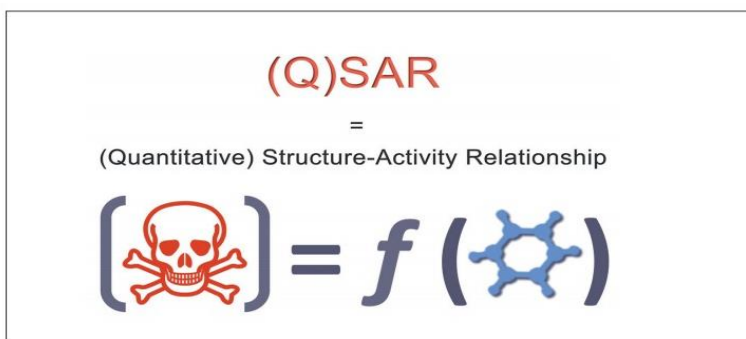 (Q)SAR
=
(Quantitative) Structure-Activity Relationship
[ ] = f ( )